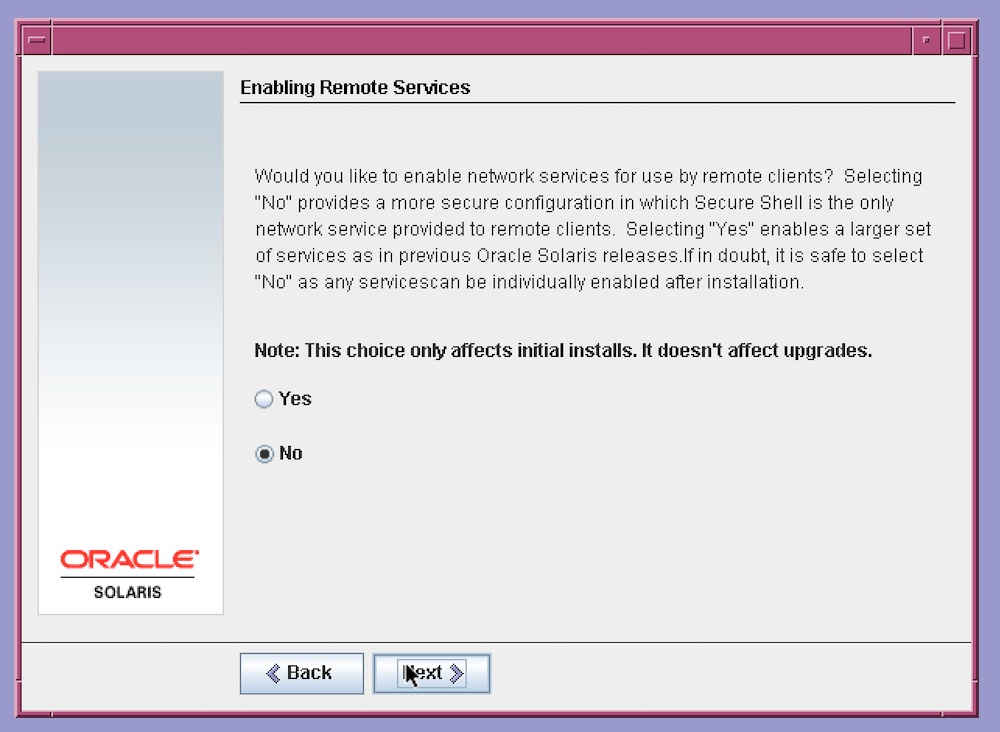 Enabling Remote Services
Would you like to enable network services for use by remote clients?  Selecting
"No" provides a more secure configuration in which Secure Shell is the only
network service provided to remote clients.  Selecting "Yes" enables a larger set
of services as in previous Oracle Solaris releases.If in doubt, it is safe to select
"No" as any servicescan be individually enabled after installation.
Note: This choice only affects initial installs. It doesn't affect upgrades.
Yes
No
ORACLE
SOLARIS
Back
Next